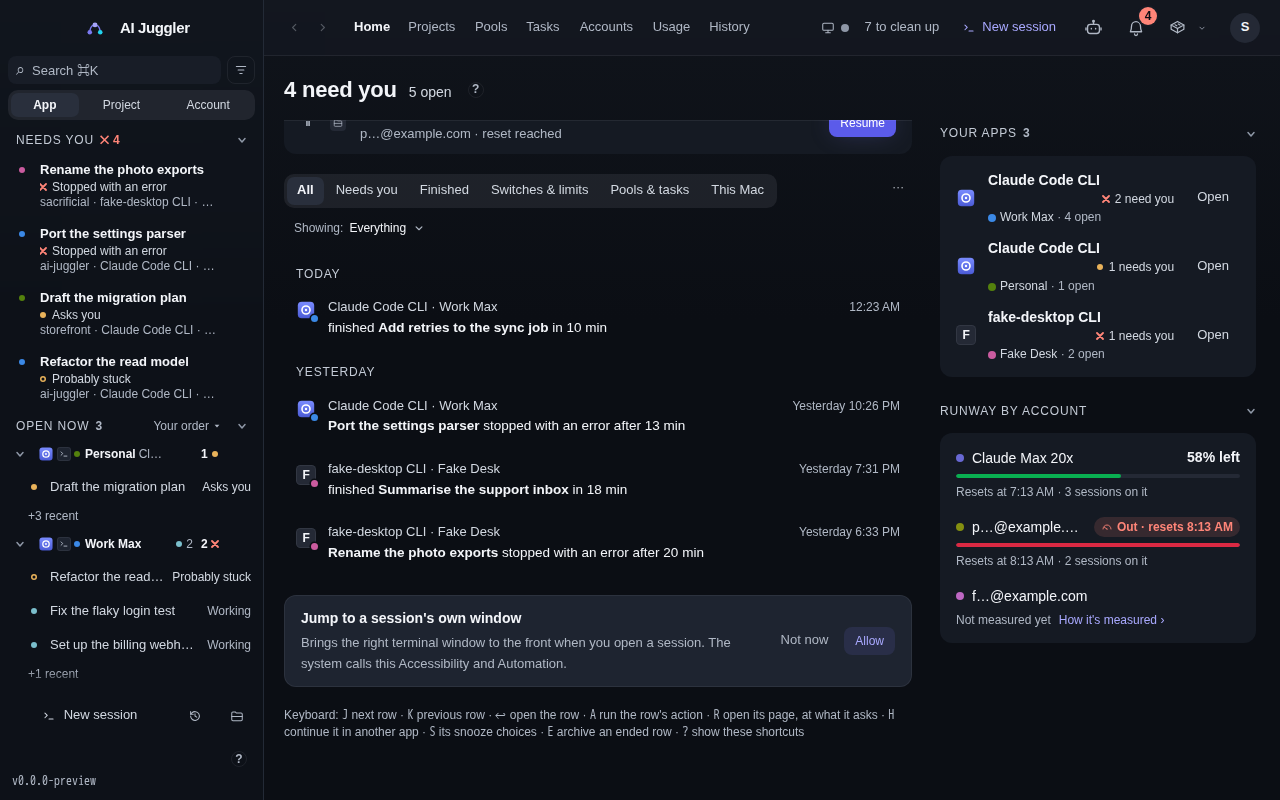 AI Juggler
Search ⌘K
App Project Account
NEEDS YOU 4
Rename the photo exports
Stopped with an error
sacrificial · fake-desktop CLI · …
Port the settings parser
Stopped with an error
ai-juggler · Claude Code CLI · …
Draft the migration plan
Asks you
storefront · Claude Code CLI · …
Refactor the read model
Probably stuck
ai-juggler · Claude Code CLI · …
OPEN NOW 3 Your order
Personal Cl… 1
Draft the migration plan Asks you
+3 recent
Work Max 2 2
Refactor the read… Probably stuck
Fix the flaky login test Working
Set up the billing webh… Working
+1 recent
New session
?
v0.0.0-preview
Home Projects Pools Tasks Accounts Usage History
7 to clean up
New session
4
S
4 need you 5 open ?
p…@example.com · reset reached
Resume
All Needs you Finished Switches & limits Pools & tasks This Mac ···
Showing: Everything
TODAY
Claude Code CLI · Work Max 12:23 AM
finished Add retries to the sync job in 10 min
YESTERDAY
Claude Code CLI · Work Max Yesterday 10:26 PM
Port the settings parser stopped with an error after 13 min
F fake-desktop CLI · Fake Desk Yesterday 7:31 PM
finished Summarise the support inbox in 18 min
F fake-desktop CLI · Fake Desk Yesterday 6:33 PM
Rename the photo exports stopped with an error after 20 min
Jump to a session's own window
Brings the right terminal window to the front when you open a session. The
system calls this Accessibility and Automation.
Not now Allow
Keyboard: J next row · K previous row · ↩ open the row · A run the row's action · R open its page, at what it asks · H
continue it in another app · S its snooze choices · E archive an ended row · ? show these shortcuts
YOUR APPS 3
Claude Code CLI
2 need you Open
Work Max · 4 open
Claude Code CLI
1 needs you Open
Personal · 1 open
F fake-desktop CLI
1 needs you Open
Fake Desk · 2 open
RUNWAY BY ACCOUNT
Claude Max 20x 58% left
Resets at 7:13 AM · 3 sessions on it
p…@example.… Out · resets 8:13 AM
Resets at 8:13 AM · 2 sessions on it
f…@example.com
Not measured yet How it's measured ›